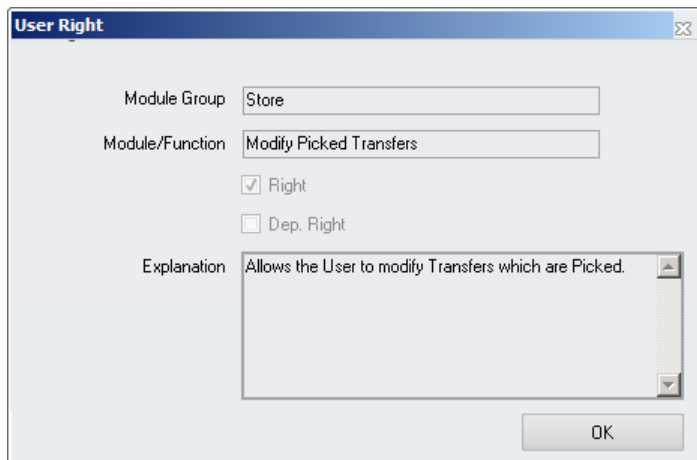 User Right
Module Group Store
Module/Function Modify Picked Transfers
Right
Dep. Right
Explanation Allows the User to modify Transfers which are Picked.
OK